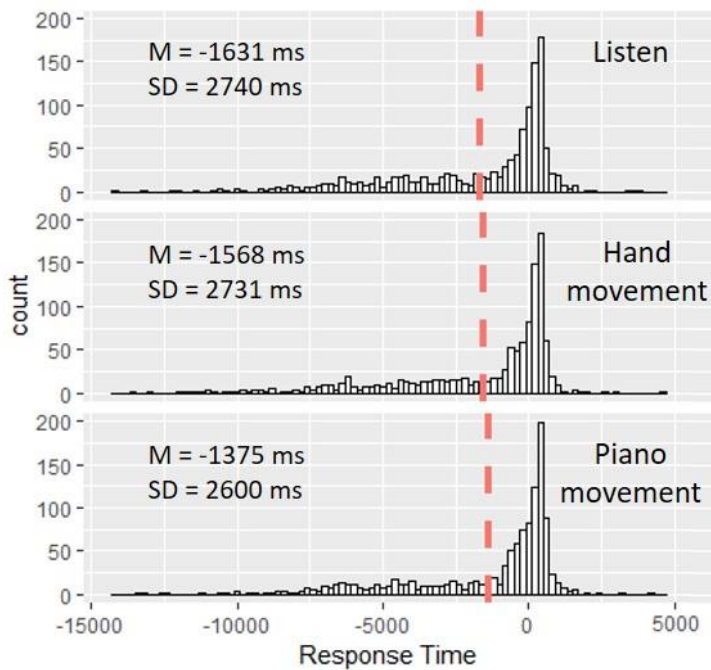 200
150
100
50
0
M = -1631 ms
SD = 2740 ms
Listen
200
150
100
50
0
M = -1568 ms
SD = 2731 ms
Hand
movement
count
200
150
100
50
0
M = -1375 ms
SD = 2600 ms
Piano
movement
-15000 -10000 -5000 0 5000
Response Time